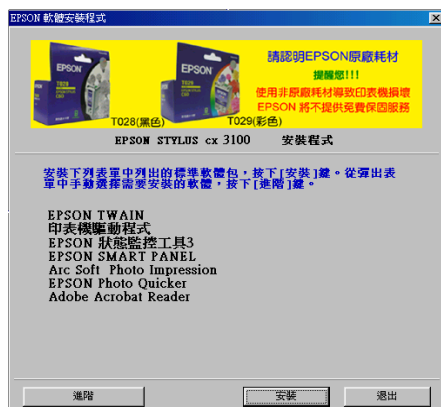 EPSON 軟體安裝程式
EPSON
T028
EPSON
T029
T028(黑色)
T029(彩色)
請認明EPSON原廠耗材
提醒您!!!
使用非原廠耗材導致印表機損壞
EPSON 將不提供免費保固服務
EPSON STYLUS cx 3100 安裝程式
安裝下列表單中列出的標準軟體包，按下[安裝]鍵。從彈出表
單中手動選擇需要安裝的軟體，按下[進階]鍵。
EPSON TWAIN
印表機驅動程式
EPSON 狀態監控工具3
EPSON SMART PANEL
Arc Soft Photo Impression
EPSON Photo Quicker
Adobe Acrobat Reader
進階
安裝
退出